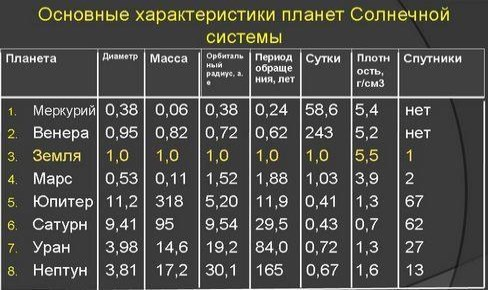 Основные характеристики планет Солнечной
системы
Планета Диаметр Масса Орбиталь
ный
радиус, а.
е Период
обраще
ния, лет Сутки Плотн
ость,
г/см3 Спутники
1. Меркурий 0,38 0,06 0,38 0,24 58,6 5,4 нет
2. Венера 0,95 0,82 0,72 0,62 243 5,2 нет
3. Земля 1,0 1,0 1,0 1,0 1,0 5,5 1
4. Марс 0,53 0,11 1,52 1,88 1,03 3,9 2
5. Юпитер 11,2 318 5,20 11,9 0,41 1,3 67
6. Сатурн 9,41 95 9,54 29,5 0,43 0,7 62
7. Уран 3,98 14,6 19,2 84,0 0,72 1,3 27
8. Нептун 3,81 17,2 30,1 165 0,67 1,6 13